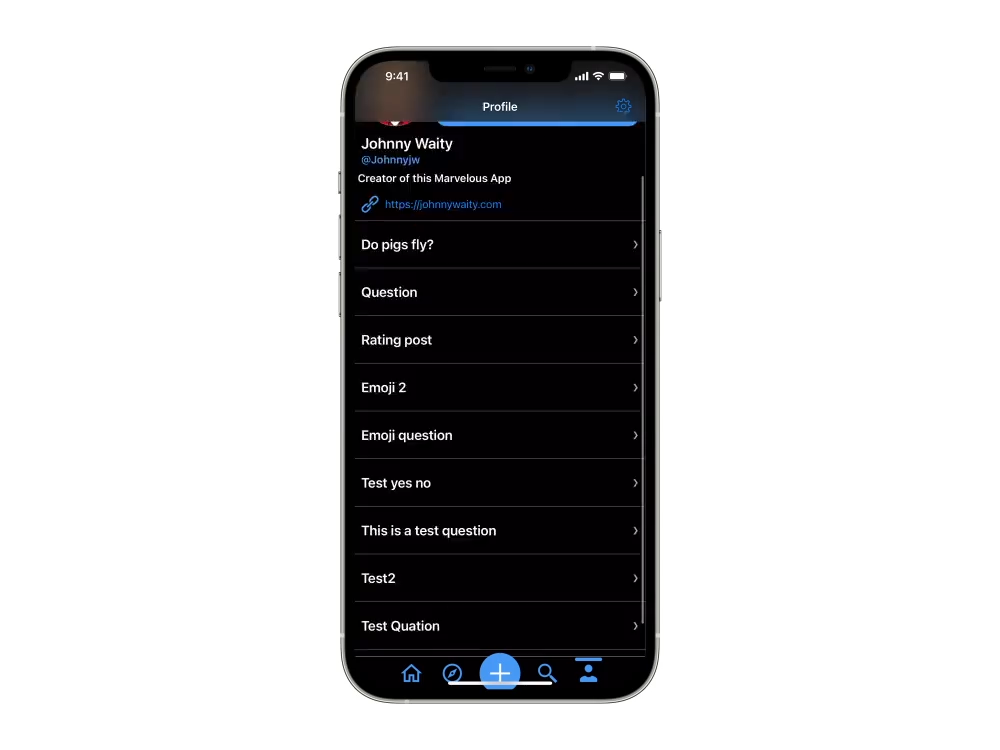 9:41
Profile
Johnny Waity
@Johnnyjw
Creator of this Marvelous App
https://johnnywaity.com
Do pigs fly?
Question
Rating post
Emoji 2
Emoji question
Test yes no
This is a test question
Test2
Test Quation